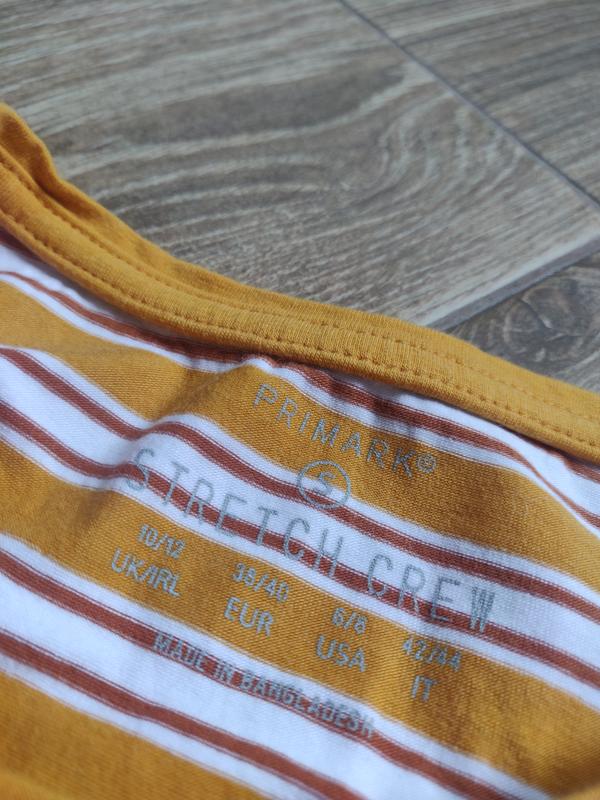 PRIMARK®
S
STRETCH CREW
10/12 38/40 6/8 42/44
UK/IRL EUR USA IT
MADE IN BANGLADESH